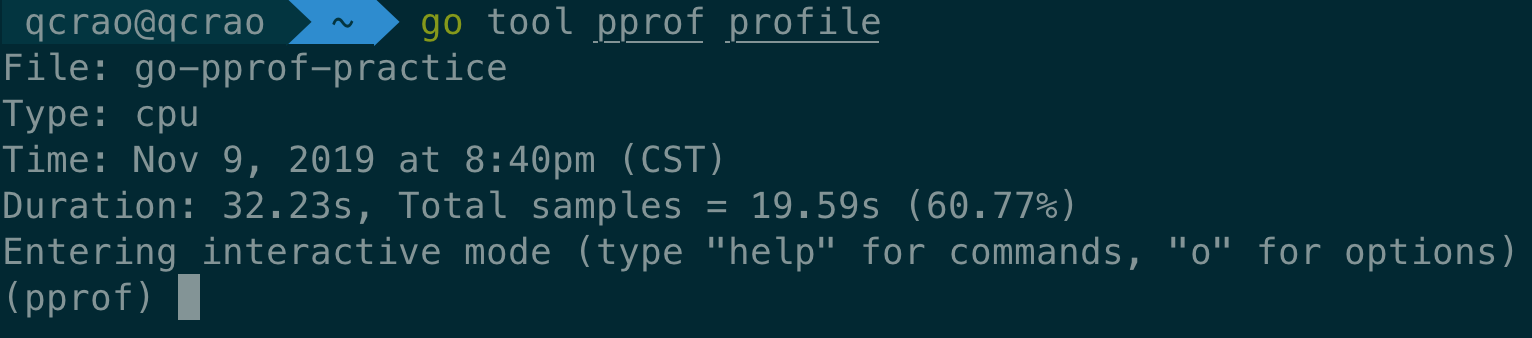 qcrao@qcrao ~ go tool pprof profile
File: go-pprof-practice
Type: cpu
Time: Nov 9, 2019 at 8:40pm (CST)
Duration: 32.23s, Total samples = 19.59s (60.77%)
Entering interactive mode (type "help" for commands, "o" for options)
(pprof)